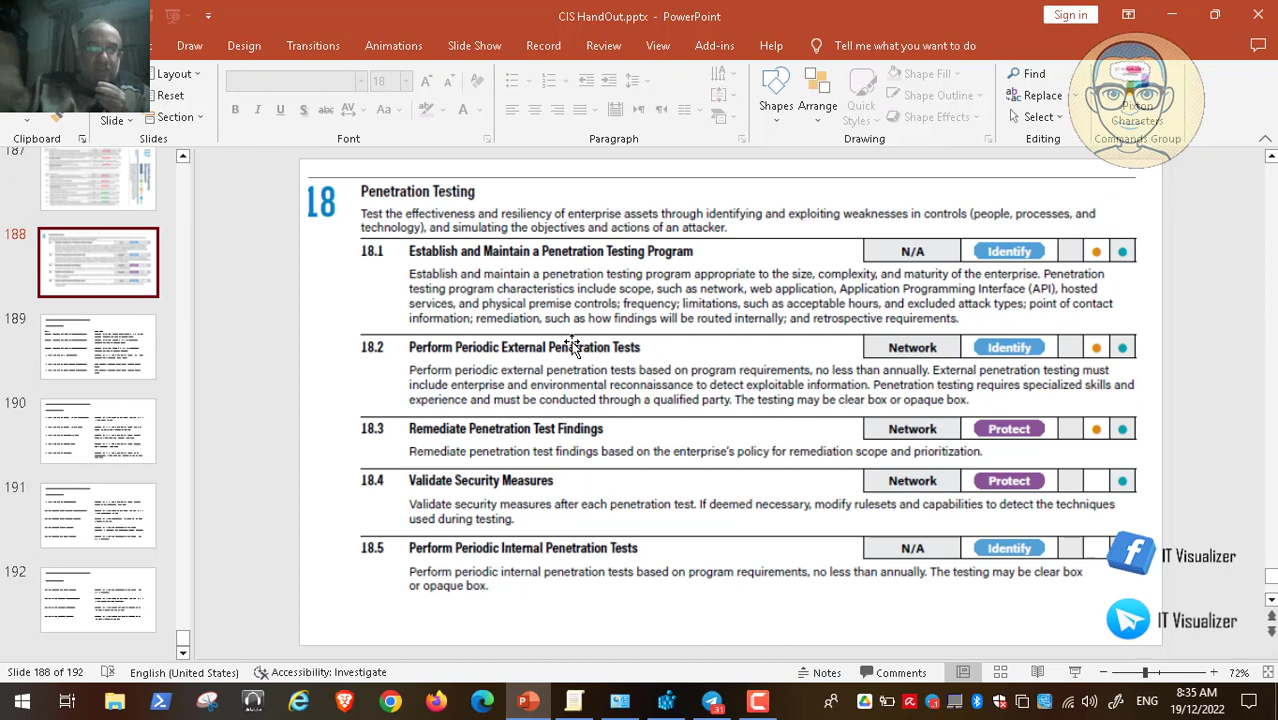 CIS HandOut.pptx - PowerPoint
Sign in
Draw
Design
Transitions
Animations
Slide Show
Record
Review
View
Add-ins
Help
Tell me what you want to do
Layout
Reset
Section
Slide
18
Shapes
Arrange
Quick
Styles
Shape Fill
Shape Outline
Shape Effects
Find
Replace
Select
Pixton
Characters
Clipboard
Slides
Font
Paragraph
Drawing
Editing
Commands Group
187
188
189
190
191
192
18 Penetration Testing
Test the effectiveness and resiliency of enterprise assets through identifying and exploiting weaknesses in controls (people, processes, and
technology), and simulating the objectives and actions of an attacker.
18.1 Establish and Maintain a Penetration Testing Program N/A Identify
Establish and maintain a penetration testing program appropriate to the size, complexity, and maturity of the enterprise. Penetration
testing program characteristics include scope, such as network, web application, Application Programming Interface (API), hosted
services, and physical premise controls; frequency; limitations, such as acceptable hours, and excluded attack types; point of contact
information; remediation, such as how findings will be routed internally; and retrospective requirements.
18.2 Perform Periodic External Penetration Tests Network Identify
Perform periodic external penetration tests based on program requirements, no less than annually. External penetration testing must
include enterprise and environmental reconnaissance to detect exploitable information. Penetration testing requires specialized skills and
experience and must be conducted through a qualified party. The testing may be clear box or opaque box.
18.3 Remediate Penetration Test Findings Network Protect
Remediate penetration test findings based on the enterprise's policy for remediation scope and prioritization.
18.4 Validate Security Measures Network Protect
Validate security measures after each penetration test. If deemed necessary, modify rulesets and capabilities to detect the techniques
used during testing.
18.5 Perform Periodic Internal Penetration Tests N/A Identify
Perform periodic internal penetration tests based on program requirements, no less than annually. The testing may be clear box
or opaque box.
IT Visualizer
IT Visualizer
Slide 188 of 192
English (United States)
Accessibility: Investigate
Notes
Comments
72%
31
ENG
8:35 AM
19/12/2022